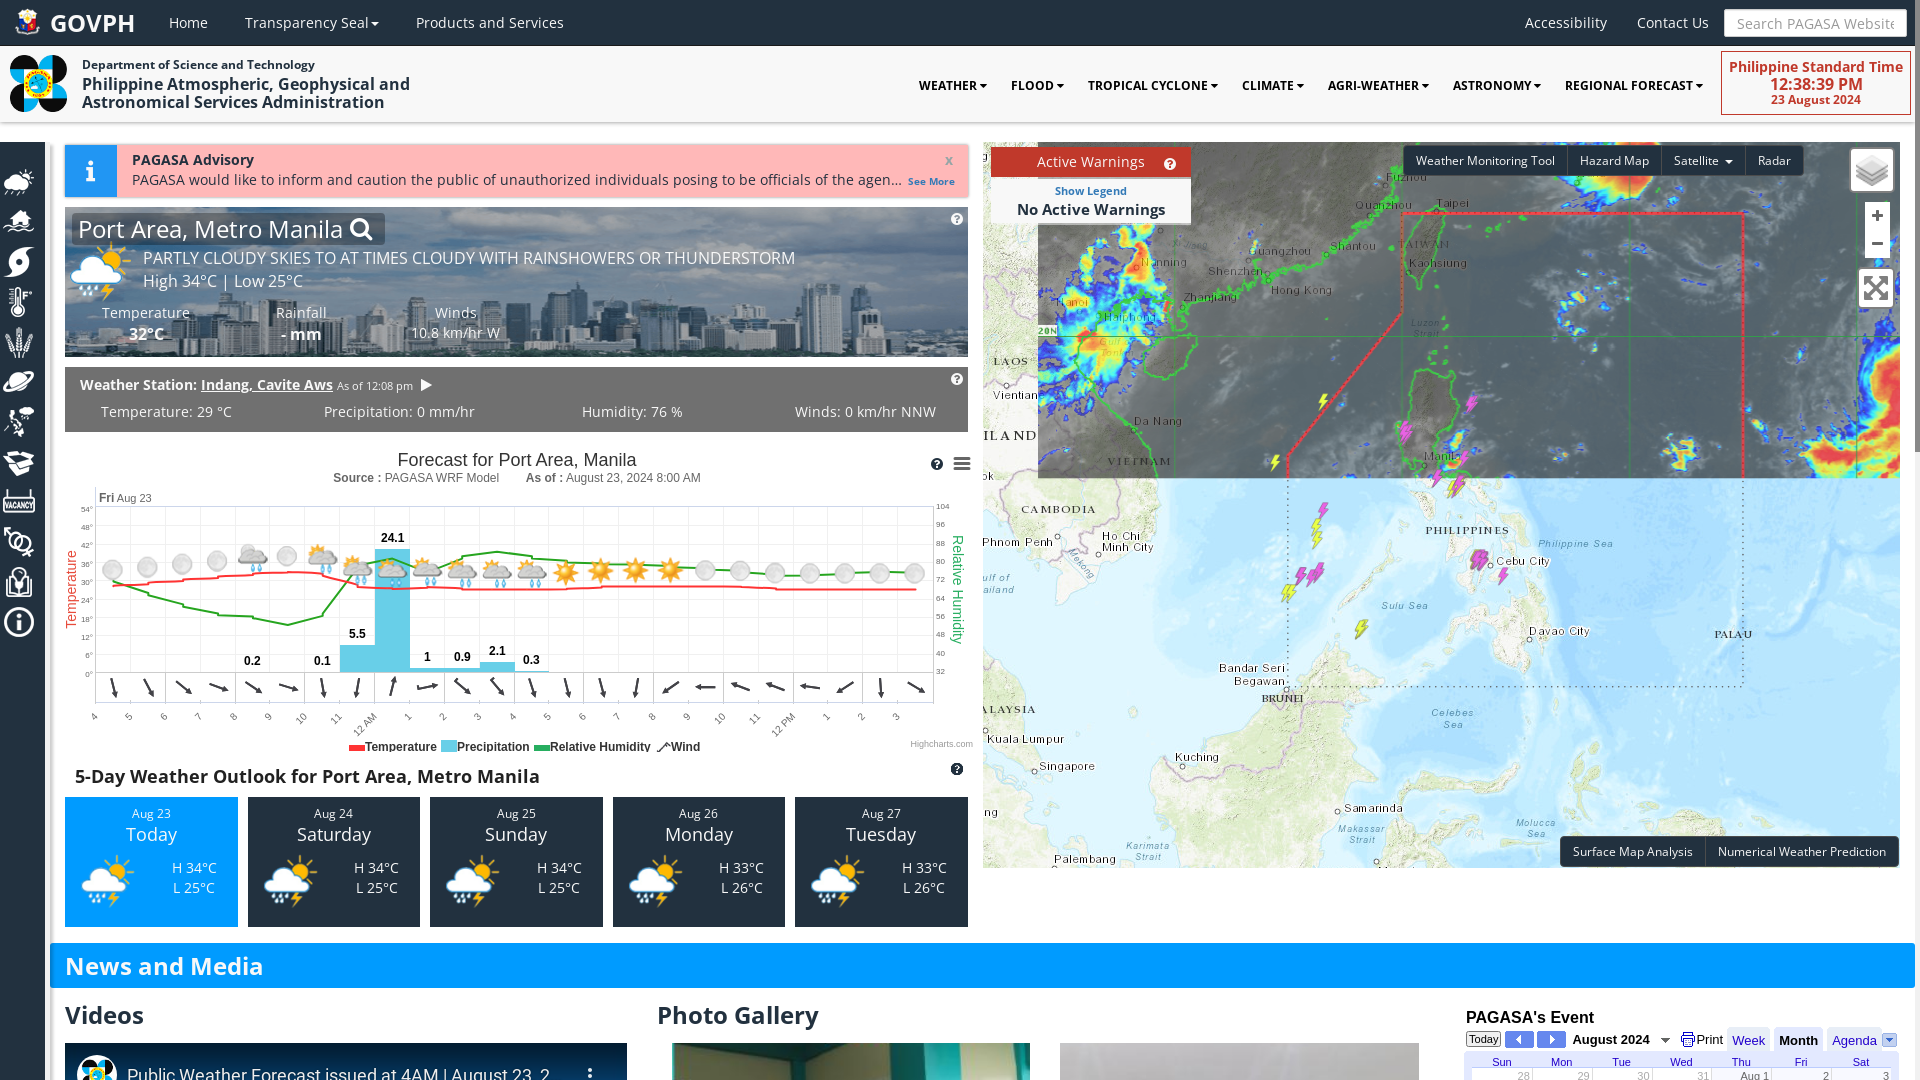 GOVPH
Home
Transparency Seal
Products and Services
Accessibility
Contact Us
Search PAGASA Website
Department of Science and Technology
Philippine Atmospheric, Geophysical and
Astronomical Services Administration
WEATHER
FLOOD
TROPICAL CYCLONE
CLIMATE
AGRI-WEATHER
ASTRONOMY
REGIONAL FORECAST
Philippine Standard Time
12:38:39 PM
23 August 2024
PAGASA Advisory
x
PAGASA would like to inform and caution the public of unauthorized individuals posing to be officials of the agen... See More
Port Area, Metro Manila
PARTLY CLOUDY SKIES TO AT TIMES CLOUDY WITH RAINSHOWERS OR THUNDERSTORM
High 34°C | Low 25°C
Temperature
32°C
Rainfall
- mm
Winds
10.8 km/hr W
Weather Station: Indang, Cavite Aws As of 12:08 pm
Temperature: 29 °C
Precipitation: 0 mm/hr
Humidity: 76 %
Winds: 0 km/hr NNW
Forecast for Port Area, Manila
Source : PAGASA WRF Model As of : August 23, 2024 8:00 AM
Fri Aug 23
Temperature
54°
48°
42°
36°
30°
24°
18°
12°
6°
0°
0.2
0.1
5.5
24.1
1
0.9
2.1
0.3
104
96
88
80
72
64
56
48
40
32
Relative Humidity
4 5 6 7 8 9 10 11 12 AM 1 2 3 4 5 6 7 8 9 10 11 12 PM 1 2 3
Temperature Precipitation Relative Humidity Wind
Highcharts.com
5-Day Weather Outlook for Port Area, Metro Manila
Aug 23
Today
H 34°C
L 25°C
Aug 24
Saturday
H 34°C
L 25°C
Aug 25
Sunday
H 34°C
L 25°C
Aug 26
Monday
H 33°C
L 26°C
Aug 27
Tuesday
H 33°C
L 26°C
VACANCY
Active Warnings
Show Legend
No Active Warnings
Weather Monitoring Tool
Hazard Map
Satellite
Radar
+
−
Fuzhou
Quanzhou
Taipei
TAIWAN
Kaohsiung
Guangzhou
Shantou
Shenzhen
Hong Kong
Nanning
Zhanjiang
Hanoi
Haiphong
20N
Luzon
Strait
LAOS
Vientian
Da Nang
ILAND
VIETNAM
Manila
ok
CAMBODIA
PHILIPPINES
Phnom Penh
Ho Chi
Minh City
Mekong
Philippine Sea
Cebu City
ulf of
ailand
Sulu Sea
Davao City
PALAU
Bandar Seri
Begawan
BRUNEI
ALAYSIA
Celebes
Sea
Kuala Lumpur
Kuching
Singapore
ng
Samarinda
Makassar
Strait
Molucca
Sea
Karimata
Strait
Palembang
Surface Map Analysis
Numerical Weather Prediction
News and Media
Videos
Public Weather Forecast issued at 4AM | August 23, 2
Photo Gallery
PAGASA's Event
Today
August 2024
Print
Week
Month
Agenda
Sun Mon Tue Wed Thu Fri Sat
28 29 30 31 Aug 1 2 3